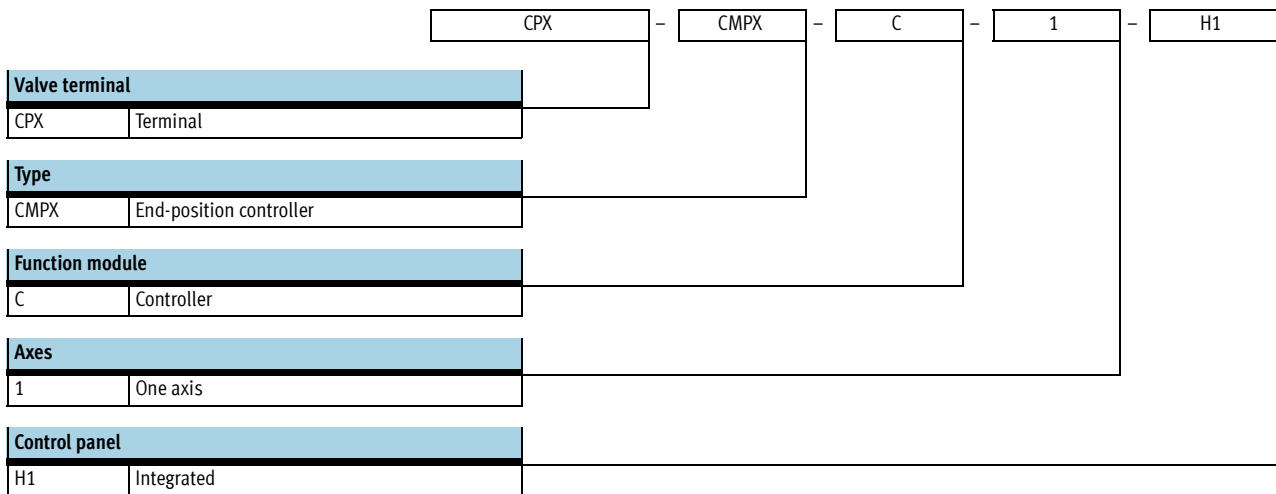 CPX – CMPX – C – 1 – H1
Valve terminal
CPX Terminal
Type
CMPX End-position controller
Function module
C Controller
Axes
1 One axis
Control panel
H1 Integrated